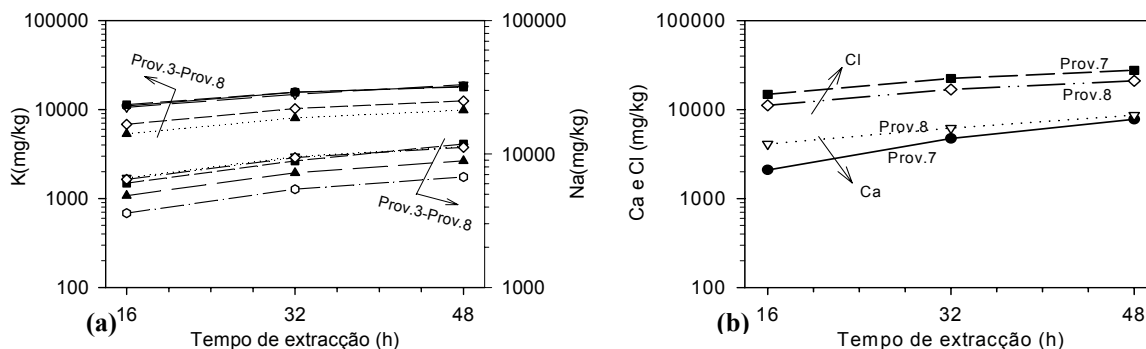 100000
10000
1000
100
K(mg/kg)
Prov.3-Prov.8
Prov.3-Prov.8
100000
10000
1000
Na(mg/kg)
16 32 48
(a)
Tempo de extracção (h)
100000
10000
1000
100
Ca e Cl (mg/kg)
Cl
Prov.7
Prov.8
Prov.8
Prov.7
Ca
16 32 48
(b)
Tempo de extracção (h)